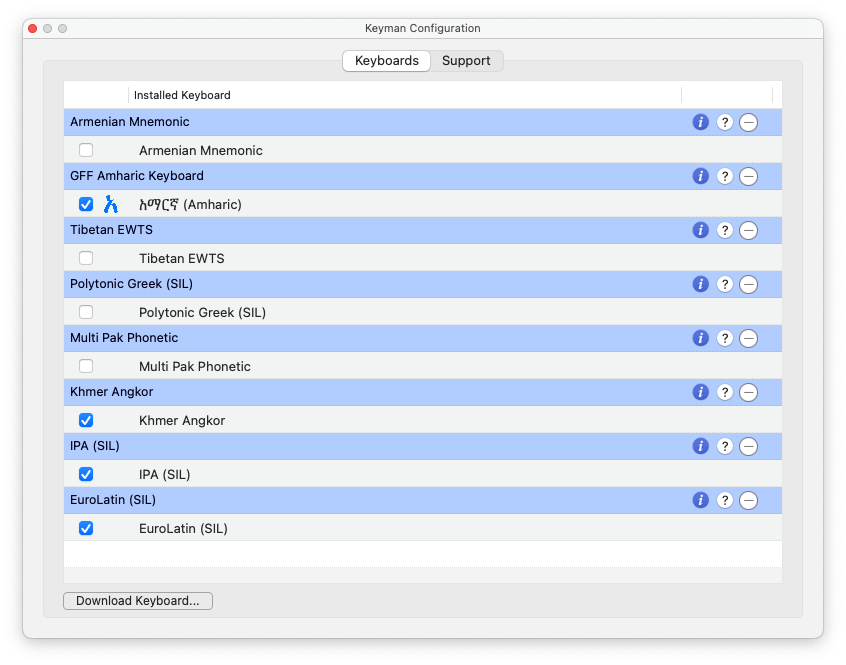 Keyman Configuration
Keyboards Support
Installed Keyboard
Armenian Mnemonic i ? −
Armenian Mnemonic
GFF Amharic Keyboard i ? −
አማርኛ (Amharic)
Tibetan EWTS i ? −
Tibetan EWTS
Polytonic Greek (SIL) i ? −
Polytonic Greek (SIL)
Multi Pak Phonetic i ? −
Multi Pak Phonetic
Khmer Angkor i ? −
Khmer Angkor
IPA (SIL) i ? −
IPA (SIL)
EuroLatin (SIL) i ? −
EuroLatin (SIL)
Download Keyboard...